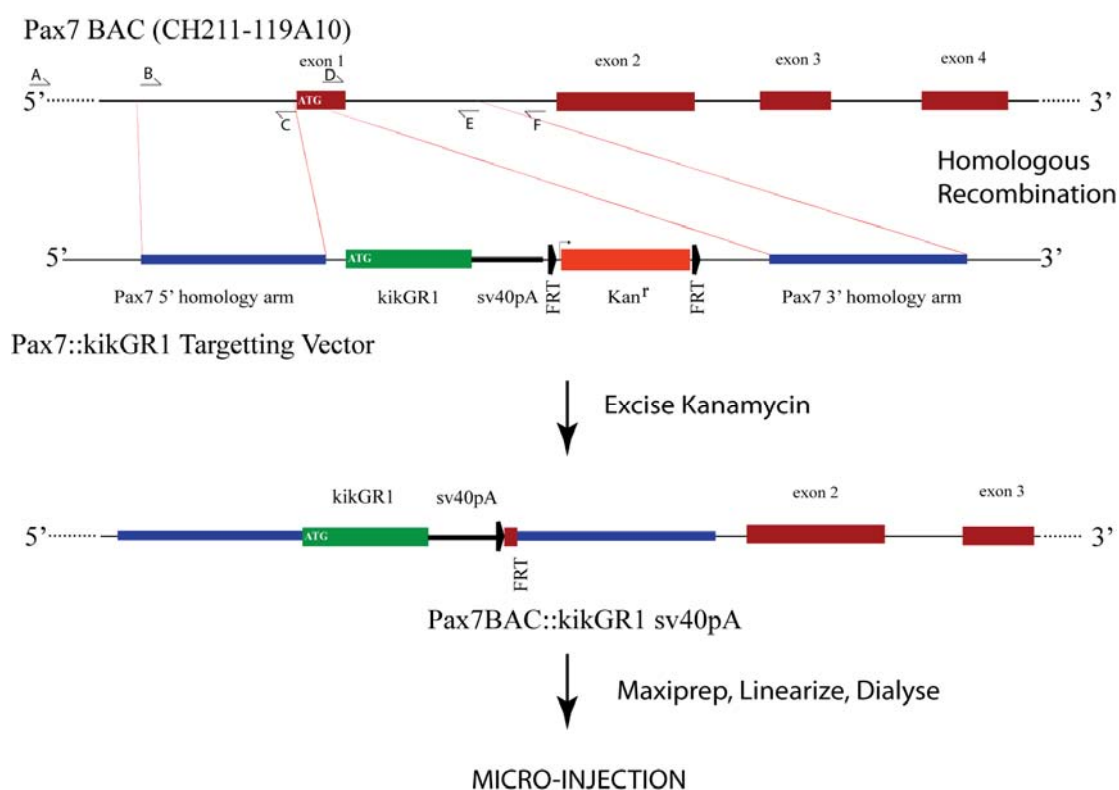 Pax7 BAC (CH211-119A10)
exon 1 exon 2 exon 3 exon 4
A B D
5’ ATG 3’
C E F
Homologous
Recombination
5’ ATG 3’
Pax7 5’ homology arm kikGR1 sv40pA FRT Kanr FRT Pax7 3’ homology arm
Pax7::kikGR1 Targetting Vector
Excise Kanamycin
kikGR1 sv40pA exon 2 exon 3
5’ ATG 3’
FRT
Pax7BAC::kikGR1 sv40pA
Maxiprep, Linearize, Dialyse
MICRO-INJECTION